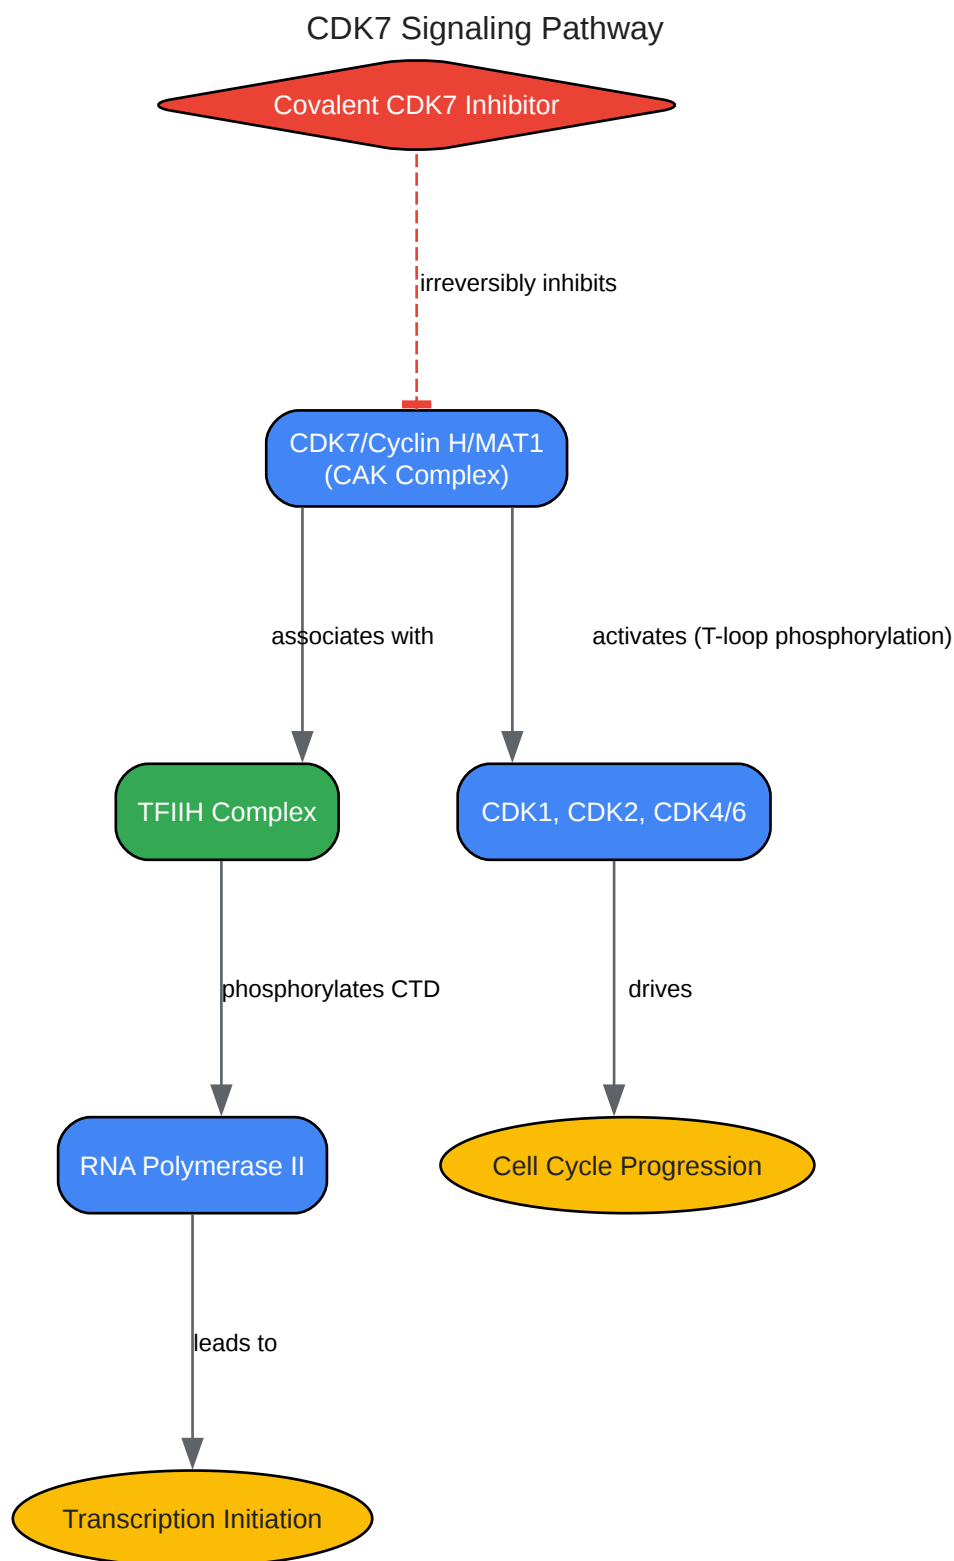 CDK7 Signaling Pathway
Covalent CDK7 Inhibitor
irreversibly inhibits
CDK7/Cyclin H/MAT1
(CAK Complex)
associates with
activates (T-loop phosphorylation)
TFIIH Complex
CDK1, CDK2, CDK4/6
phosphorylates CTD
drives
RNA Polymerase II
Cell Cycle Progression
leads to
Transcription Initiation